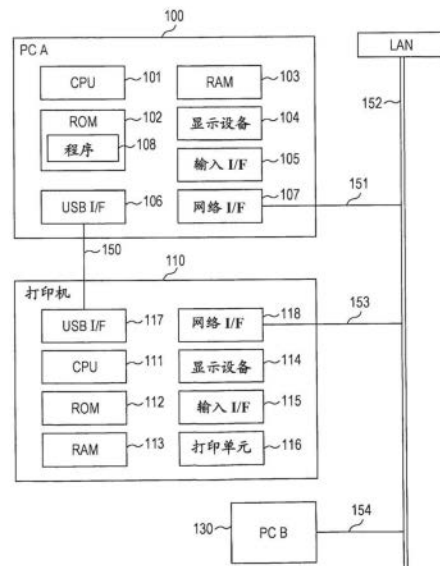 100
PC A
LAN
CPU
101
RAM
103
152
ROM
102
程序
108
显示设备
104
输入 I/F
105
USB I/F
106
网络 I/F
107
151
150
110
打印机
USB I/F
117
网络 I/F
118
153
CPU
111
显示设备
114
ROM
112
输入 I/F
115
RAM
113
打印单元
116
130
PC B
154